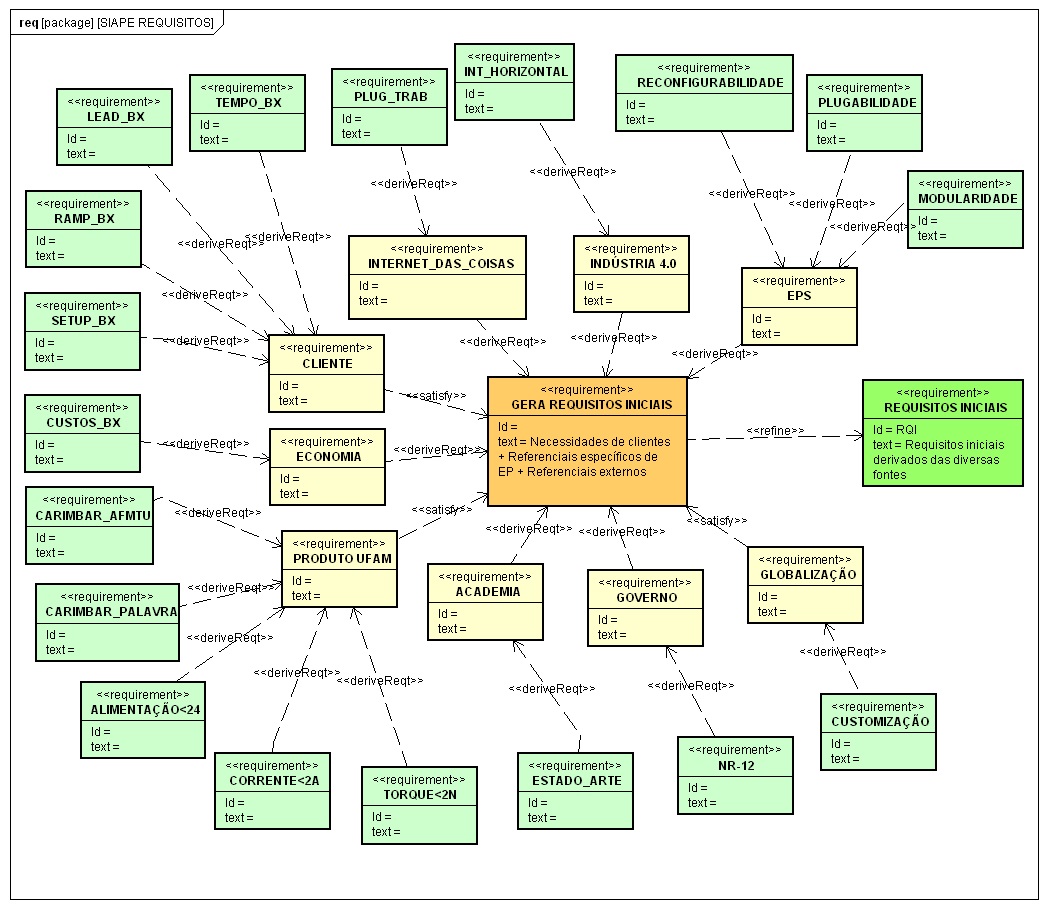 req [package] [SIAPE REQUISITOS]
<<requirement>>
INT_HORIZONTAL
Id =
text =
<<requirement>>
RECONFIGURABILIDADE
Id =
text =
<<requirement>>
PLUG_TRAB
Id =
text =
<<requirement>>
TEMPO_BX
Id =
text =
<<requirement>>
PLUGABILIDADE
Id =
text =
<<requirement>>
LEAD_BX
Id =
text =
<<deriveReqt>>
<<deriveReqt>>
<<requirement>>
MODULARIDADE
Id =
text =
<<deriveReqt>>
<<deriveReqt>>
<<deriveReqt>>
<<requirement>>
RAMP_BX
Id =
text =
<<deriveReqt>>
<<deriveReqt>>
<<requirement>>
INTERNET_DAS_COISAS
Id =
text =
<<requirement>>
INDÚSTRIA 4.0
Id =
text =
<<requirement>>
EPS
Id =
text =
<<deriveReqt>>
<<requirement>>
SETUP_BX
Id =
text =
<<deriveReqt>>
<<deriveReqt>>
<<deriveReqt>>
<<deriveReqt>>
<<requirement>>
CLIENTE
Id =
text =
<<satisfy>>
<<requirement>>
GERA REQUISITOS INICIAIS
Id =
text = Necessidades de clientes
+ Referenciais específicos de
EP + Referenciais externos
<<refine>>
<<requirement>>
REQUISITOS INICIAIS
Id = RQI
text = Requisitos iniciais
derivados das diversas
fontes
<<requirement>>
CUSTOS_BX
Id =
text =
<<deriveReqt>>
<<requirement>>
ECONOMIA
Id =
text =
<<deriveReqt>>
<<requirement>>
CARIMBAR_AFMTU
Id =
text =
<<deriveReqt>>
<<satisfy>>
<<deriveReqt>>
<<deriveReqt>>
<<satisfy>>
<<requirement>>
PRODUTO UFAM
Id =
text =
<<requirement>>
ACADEMIA
Id =
text =
<<requirement>>
GOVERNO
Id =
text =
<<requirement>>
GLOBALIZAÇÃO
Id =
text =
<<requirement>>
CARIMBAR_PALAVRA
Id =
text =
<<deriveReqt>>
<<deriveReqt>>
<<deriveReqt>>
<<deriveReqt>>
<<deriveReqt>>
<<deriveReqt>>
<<deriveReqt>>
<<requirement>>
ALIMENTAÇÃO<24
Id =
text =
<<requirement>>
CUSTOMIZAÇÃO
Id =
text =
<<requirement>>
NR-12
Id =
text =
<<requirement>>
CORRENTE<2A
Id =
text =
<<requirement>>
ESTADO_ARTE
Id =
text =
<<requirement>>
TORQUE<2N
Id =
text =